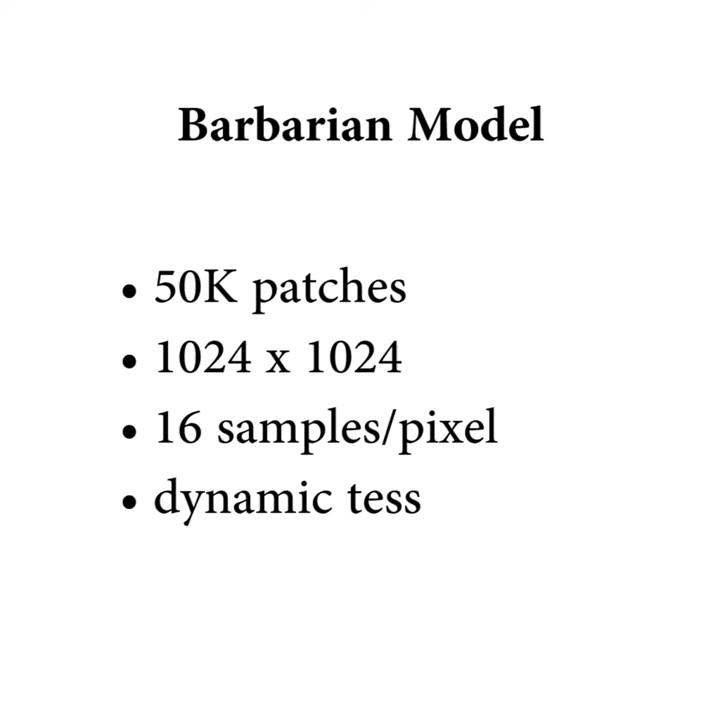 Barbarian Model
• 50K patches
• 1024 x 1024
• 16 samples/pixel
• dynamic tess